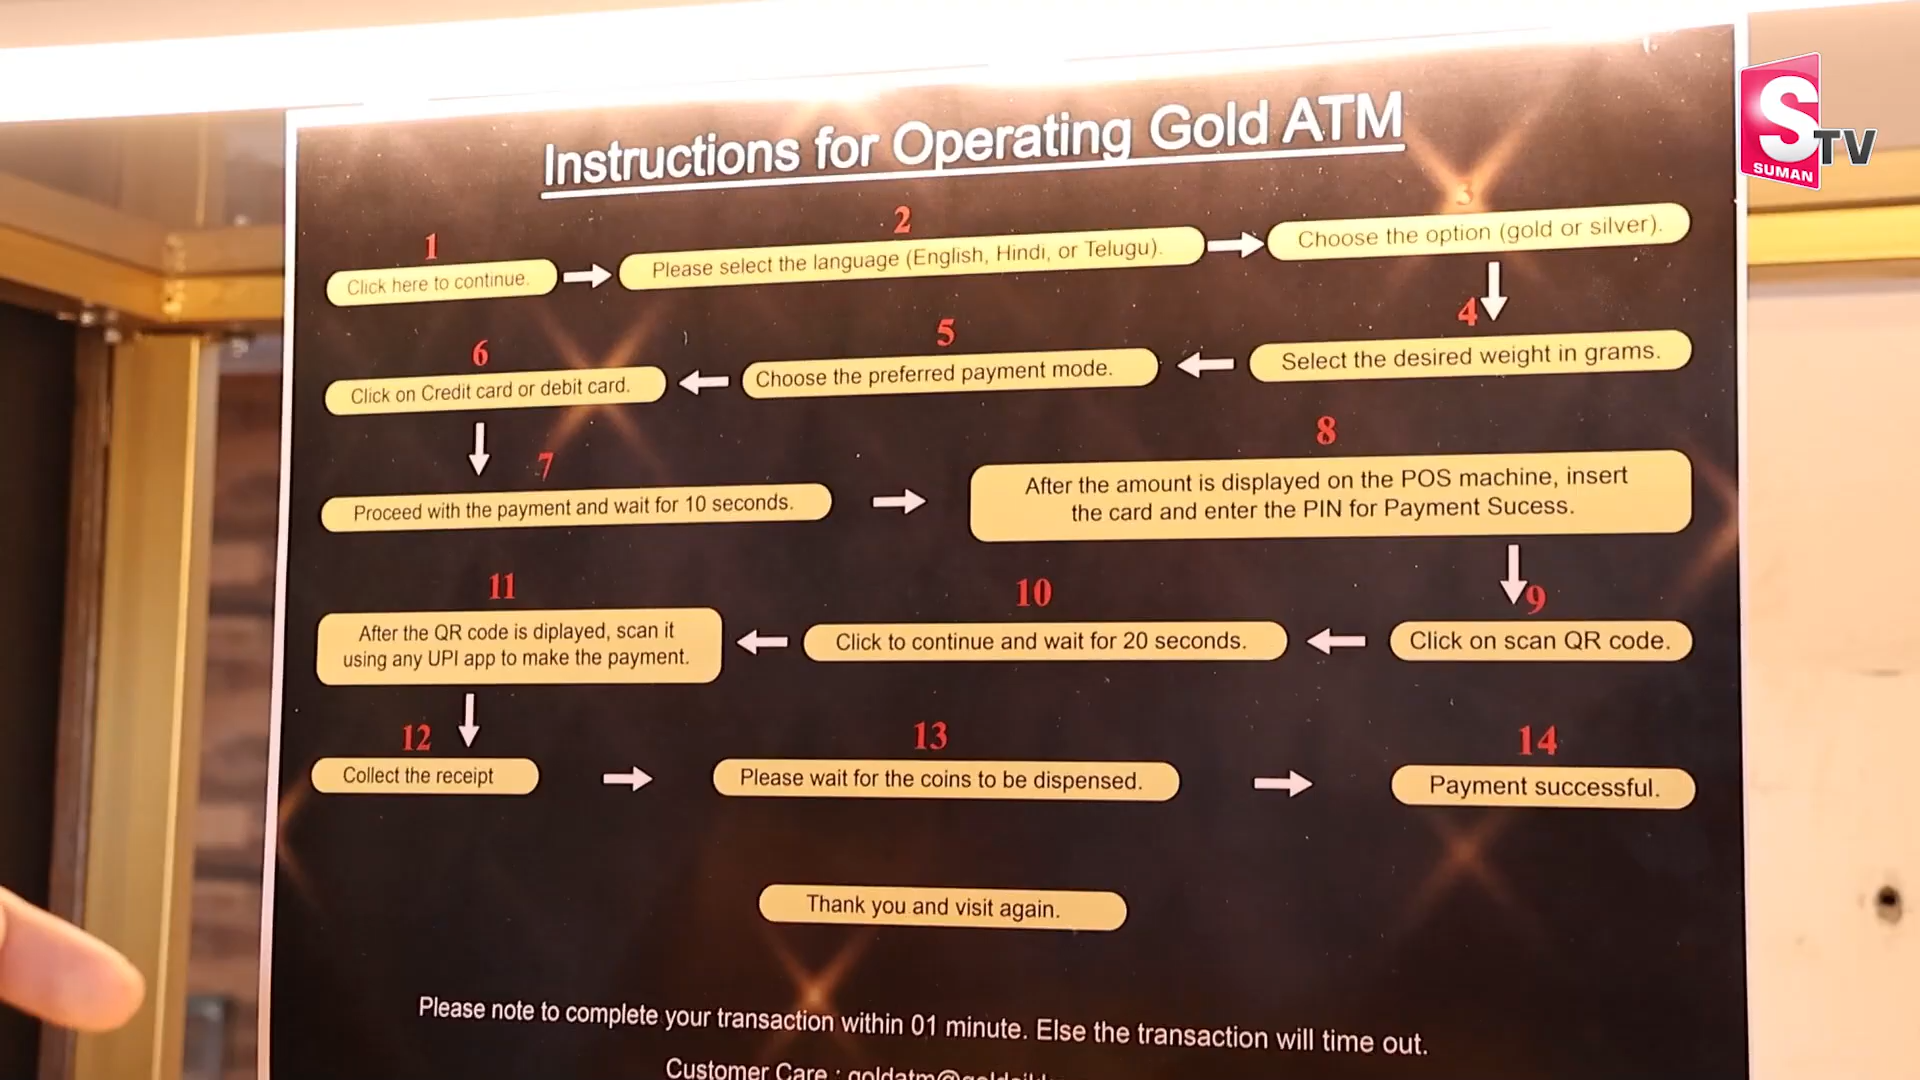 Instructions for Operating Gold ATM
1
Click here to continue.
2
Please select the language (English, Hindi, or Telugu).
3
Choose the option (gold or silver).
4
Select the desired weight in grams.
5
Choose the preferred payment mode.
6
Click on Credit card or debit card.
7
Proceed with the payment and wait for 10 seconds.
8
After the amount is displayed on the POS machine, insert
the card and enter the PIN for Payment Sucess.
9
Click on scan QR code.
10
Click to continue and wait for 20 seconds.
11
After the QR code is diplayed, scan it
using any UPI app to make the payment.
12
Collect the receipt
13
Please wait for the coins to be dispensed.
14
Payment successful.
Thank you and visit again.
Please note to complete your transaction within 01 minute. Else the transaction will time out.
Customer Care :
S TV
SUMAN